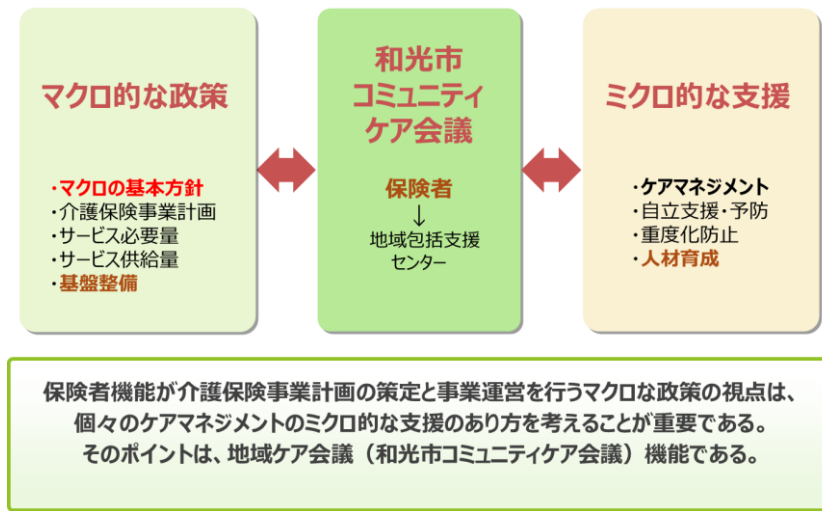 マクロ的な政策
・マクロの基本方針
・介護保険事業計画
・サービス必要量
・サービス供給量
・基盤整備
和光市
コミュニティ
ケア会議
保険者
↓
地域包括支援
センター
ミクロ的な支援
・ケアマネジメント
・自立支援・予防
・重度化防止
・人材育成
保険者機能が介護保険事業計画の策定と事業運営を行うマクロな政策の視点は、
個々のケアマネジメントのミクロ的な支援のあり方を考えることが重要である。
そのポイントは、地域ケア会議（和光市コミュニティケア会議）機能である。